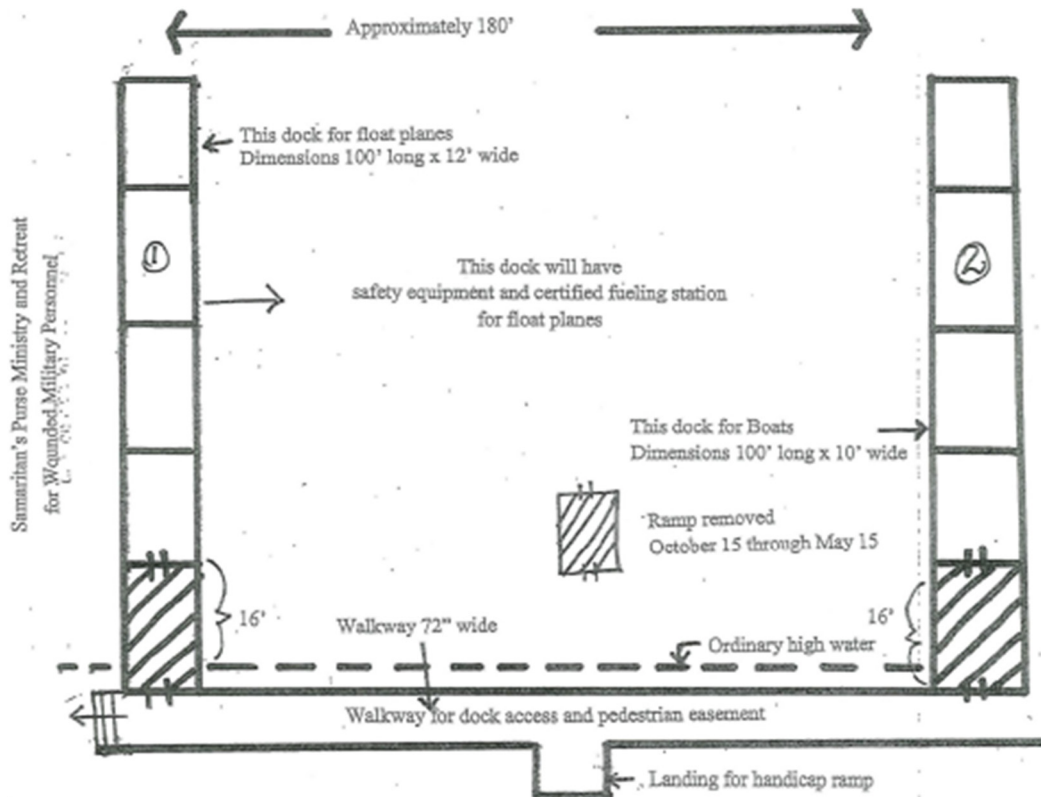 Approximately 180'
This dock for float planes
Dimensions 100' long x 12' wide
Samaritan's Purse Ministry and Retreat
for Wounded Military Personnel
1
2
This dock will have
safety equipment and certified fueling station
for float planes
This dock for Boats
Dimensions 100' long x 10' wide
Ramp removed
October 15 through May 15
16'
16'
Walkway 72" wide
Ordinary high water
Walkway for dock access and pedestrian easement
Landing for handicap ramp